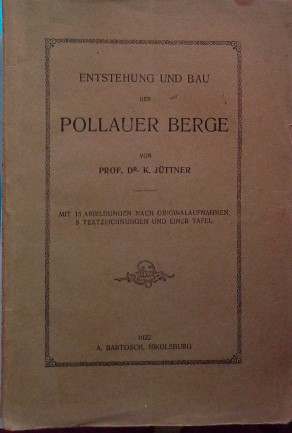 ENTSTEHUNG UND BAU
DER
POLLAUER BERGE
VON
PROF. DR. K. JÜTTNER
MIT 15 ABBILDUNGEN NACH ORIGINALAUFNAHMEN,
8 TEXTZEICHNUNGEN UND EINER TAFEL.
1922
A. BARTOSCH, NIKOLSBURG